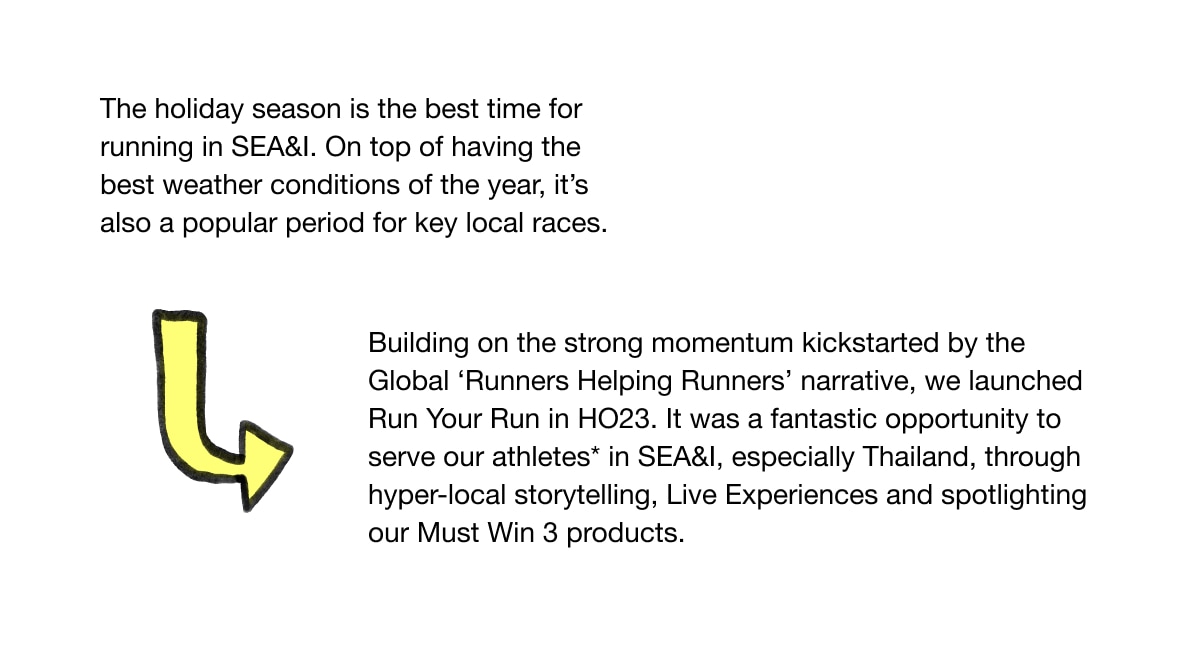 The holiday season is the best time for
running in SEA&I. On top of having the
best weather conditions of the year, it’s
also a popular period for key local races.
Building on the strong momentum kickstarted by the
Global ‘Runners Helping Runners’ narrative, we launched
Run Your Run in HO23. It was a fantastic opportunity to
serve our athletes* in SEA&I, especially Thailand, through
hyper-local storytelling, Live Experiences and spotlighting
our Must Win 3 products.